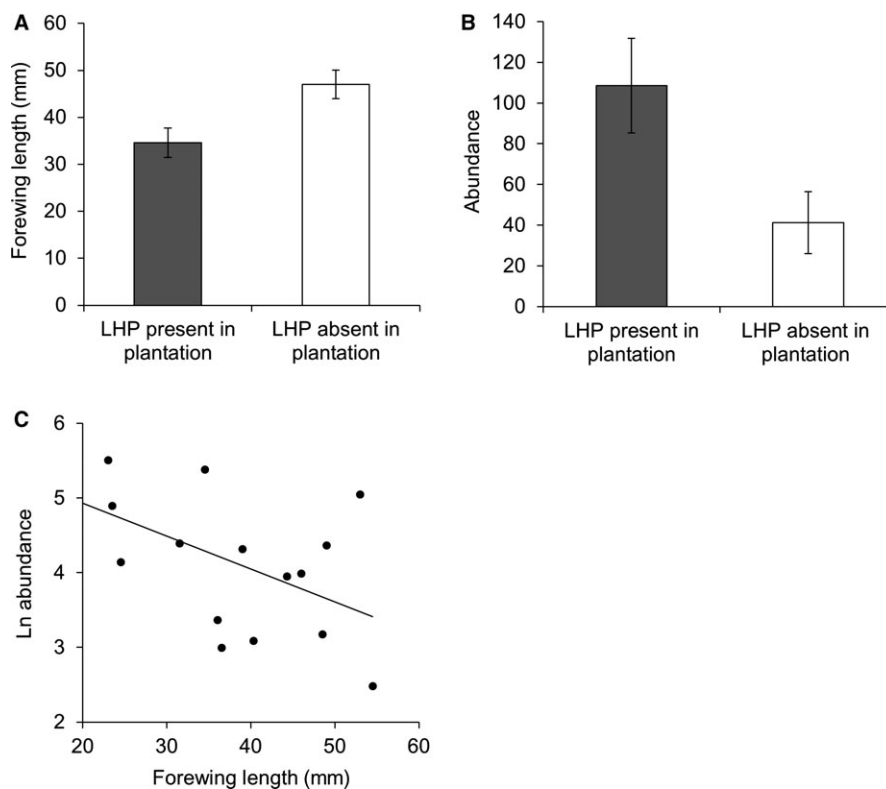 A
60
50
40
30
20
10
0
Forewing length (mm)
LHP present in
plantation
LHP absent in
plantation
B
140
120
100
80
60
40
20
0
Abundance
LHP present in
plantation
LHP absent in
plantation
C
6
5
4
3
2
Ln abundance
20 30 40 50 60
Forewing length (mm)